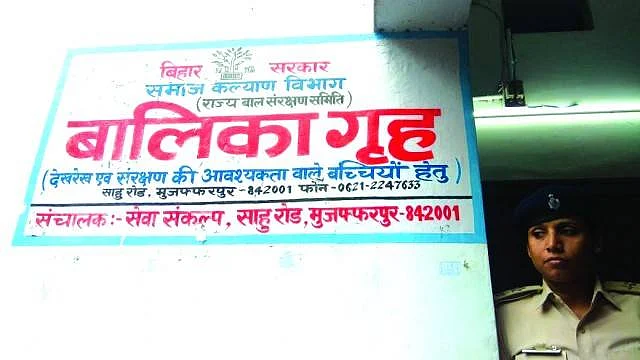 बिहार सरकार
समाज कल्याण विभाग
(राज्य बाल संरक्षण समिति)
बालिका गृह
(देखरेख एवं संरक्षण की आवश्यकता वाले बच्चियों हेतु)
साहु रोड, मुजफ्फरपुर-842001 फोन-0621-2247633
संचालक:- सेवा संकल्प, साहु रोड, मुजफ्फरपुर-842001